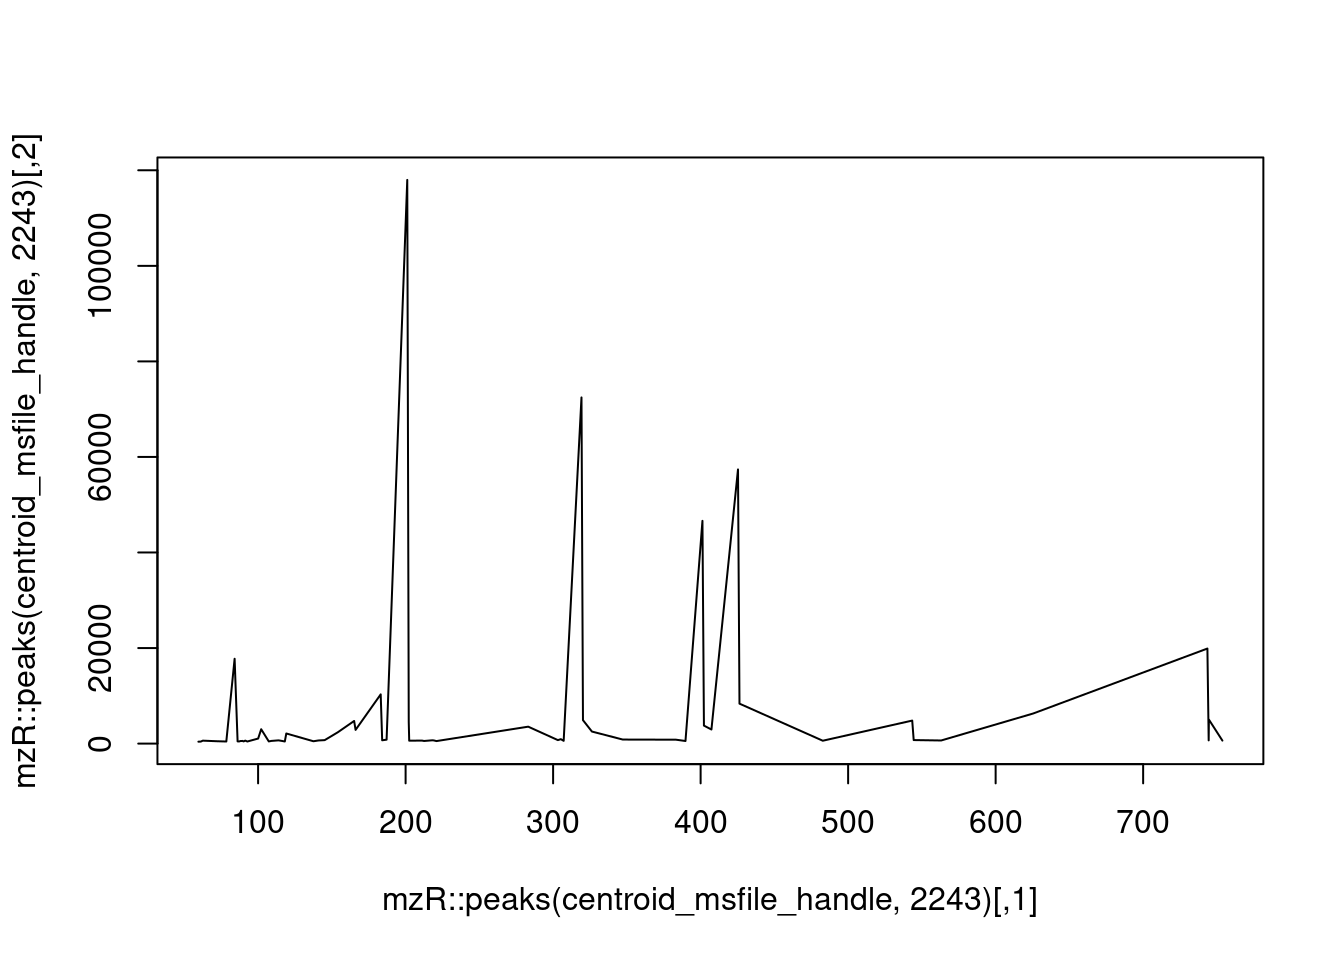 mzR::peaks(centroid_msfile_handle, 2243)[,2]
100000
60000
20000
0
100 200 300 400 500 600 700
mzR::peaks(centroid_msfile_handle, 2243)[,1]